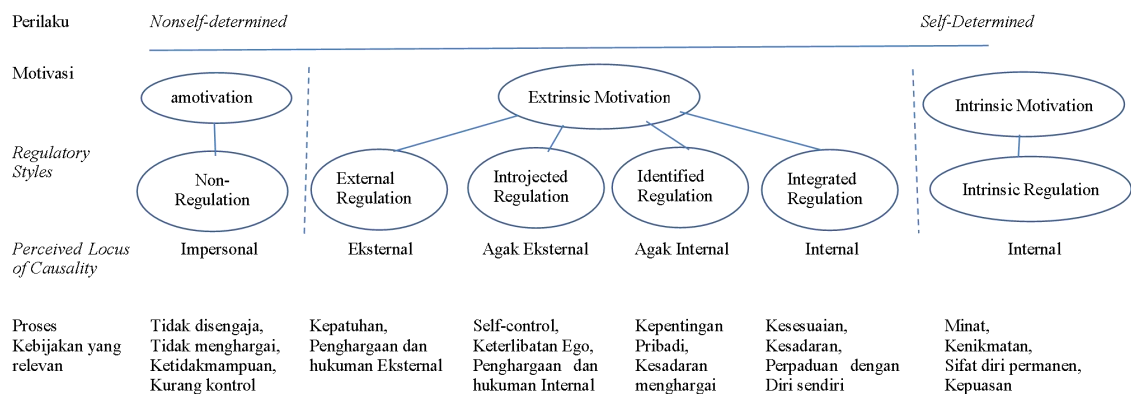 Perilaku Nonself-determined Self-Determined
Motivasi
amotivation Extrinsic Motivation Intrinsic Motivation
Regulatory
Styles
Non-
Regulation
External
Regulation
Introjected
Regulation
Identified
Regulation
Integrated
Regulation
Intrinsic Regulation
Perceived Locus
of Causality
Impersonal Eksternal Agak Eksternal Agak Internal Internal Internal
Proses
Kebijakan yang
relevan
Tidak disengaja,
Tidak menghargai,
Ketidakmampuan,
Kurang kontrol
Kepatuhan,
Penghargaan dan
hukuman Eksternal
Self-control,
Keterlibatan Ego,
Penghargaan dan
hukuman Internal
Kepentingan
Pribadi,
Kesadaran
menghargai
Kesesuaian,
Kesadaran,
Perpaduan dengan
Diri sendiri
Minat,
Kenikmatan,
Sifat diri permanen,
Kepuasan